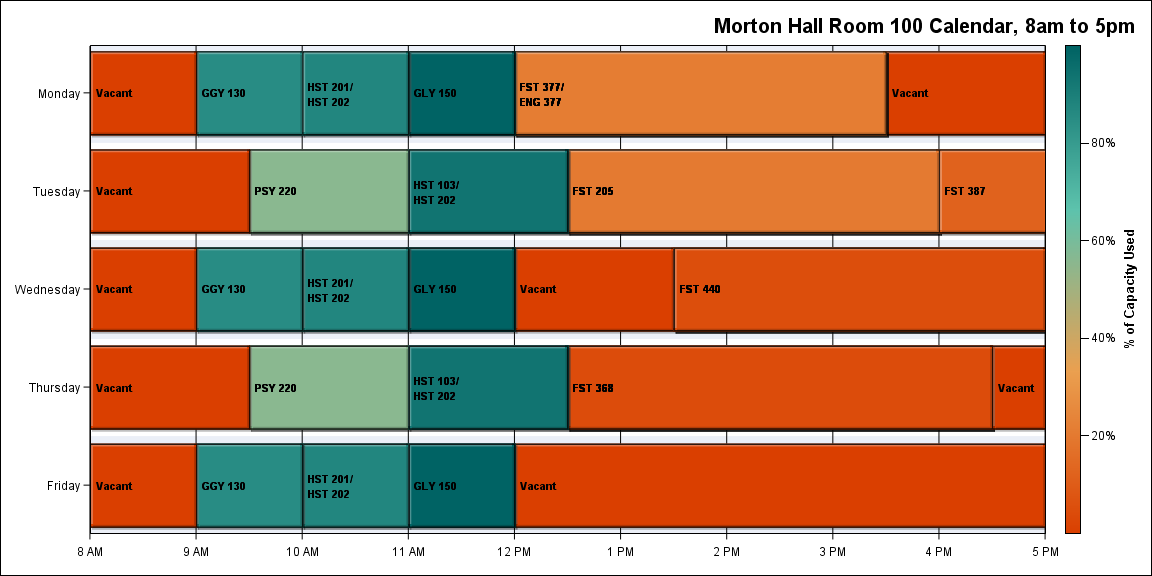 Morton Hall Room 100 Calendar, 8am to 5pm
Monday
Vacant
GGY 130
HST 201/
HST 202
GLY 150
FST 377/
ENG 377
Vacant
Tuesday
Vacant
PSY 220
HST 103/
HST 202
FST 205
FST 387
Wednesday
Vacant
GGY 130
HST 201/
HST 202
GLY 150
Vacant
FST 440
Thursday
Vacant
PSY 220
HST 103/
HST 202
FST 368
Vacant
Friday
Vacant
GGY 130
HST 201/
HST 202
GLY 150
Vacant
8 AM
9 AM
10 AM
11 AM
12 PM
1 PM
2 PM
3 PM
4 PM
5 PM
80%
60%
40%
20%
% of Capacity Used